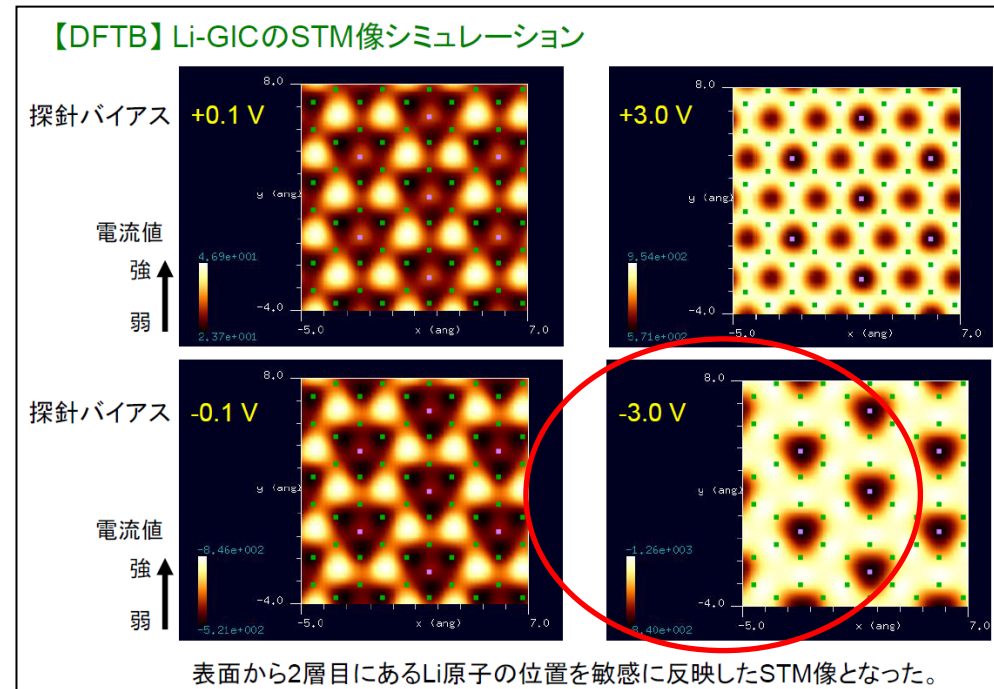 【DFTB】Li-GICのSTM像シミュレーション
探針バイアス
+0.1 V
8.0
y (ang)
4.69e+001
2.37e+001
-4.0
-5.0
x (ang)
7.0
+3.0 V
8.0
y (ang)
9.54e+002
5.71e+002
-4.0
-5.0
x (ang)
7.0
電流値
強
弱
探針バイアス
-0.1 V
8.0
y (ang)
-8.46e+002
-5.21e+002
-4.0
-5.0
x (ang)
7.0
-3.0 V
8.0
y (ang)
-1.26e+003
-4.0
-5.0
x (ang)
7.0
電流値
強
弱
表面から2層目にあるLi原子の位置を敏感に反映したSTM像となった。